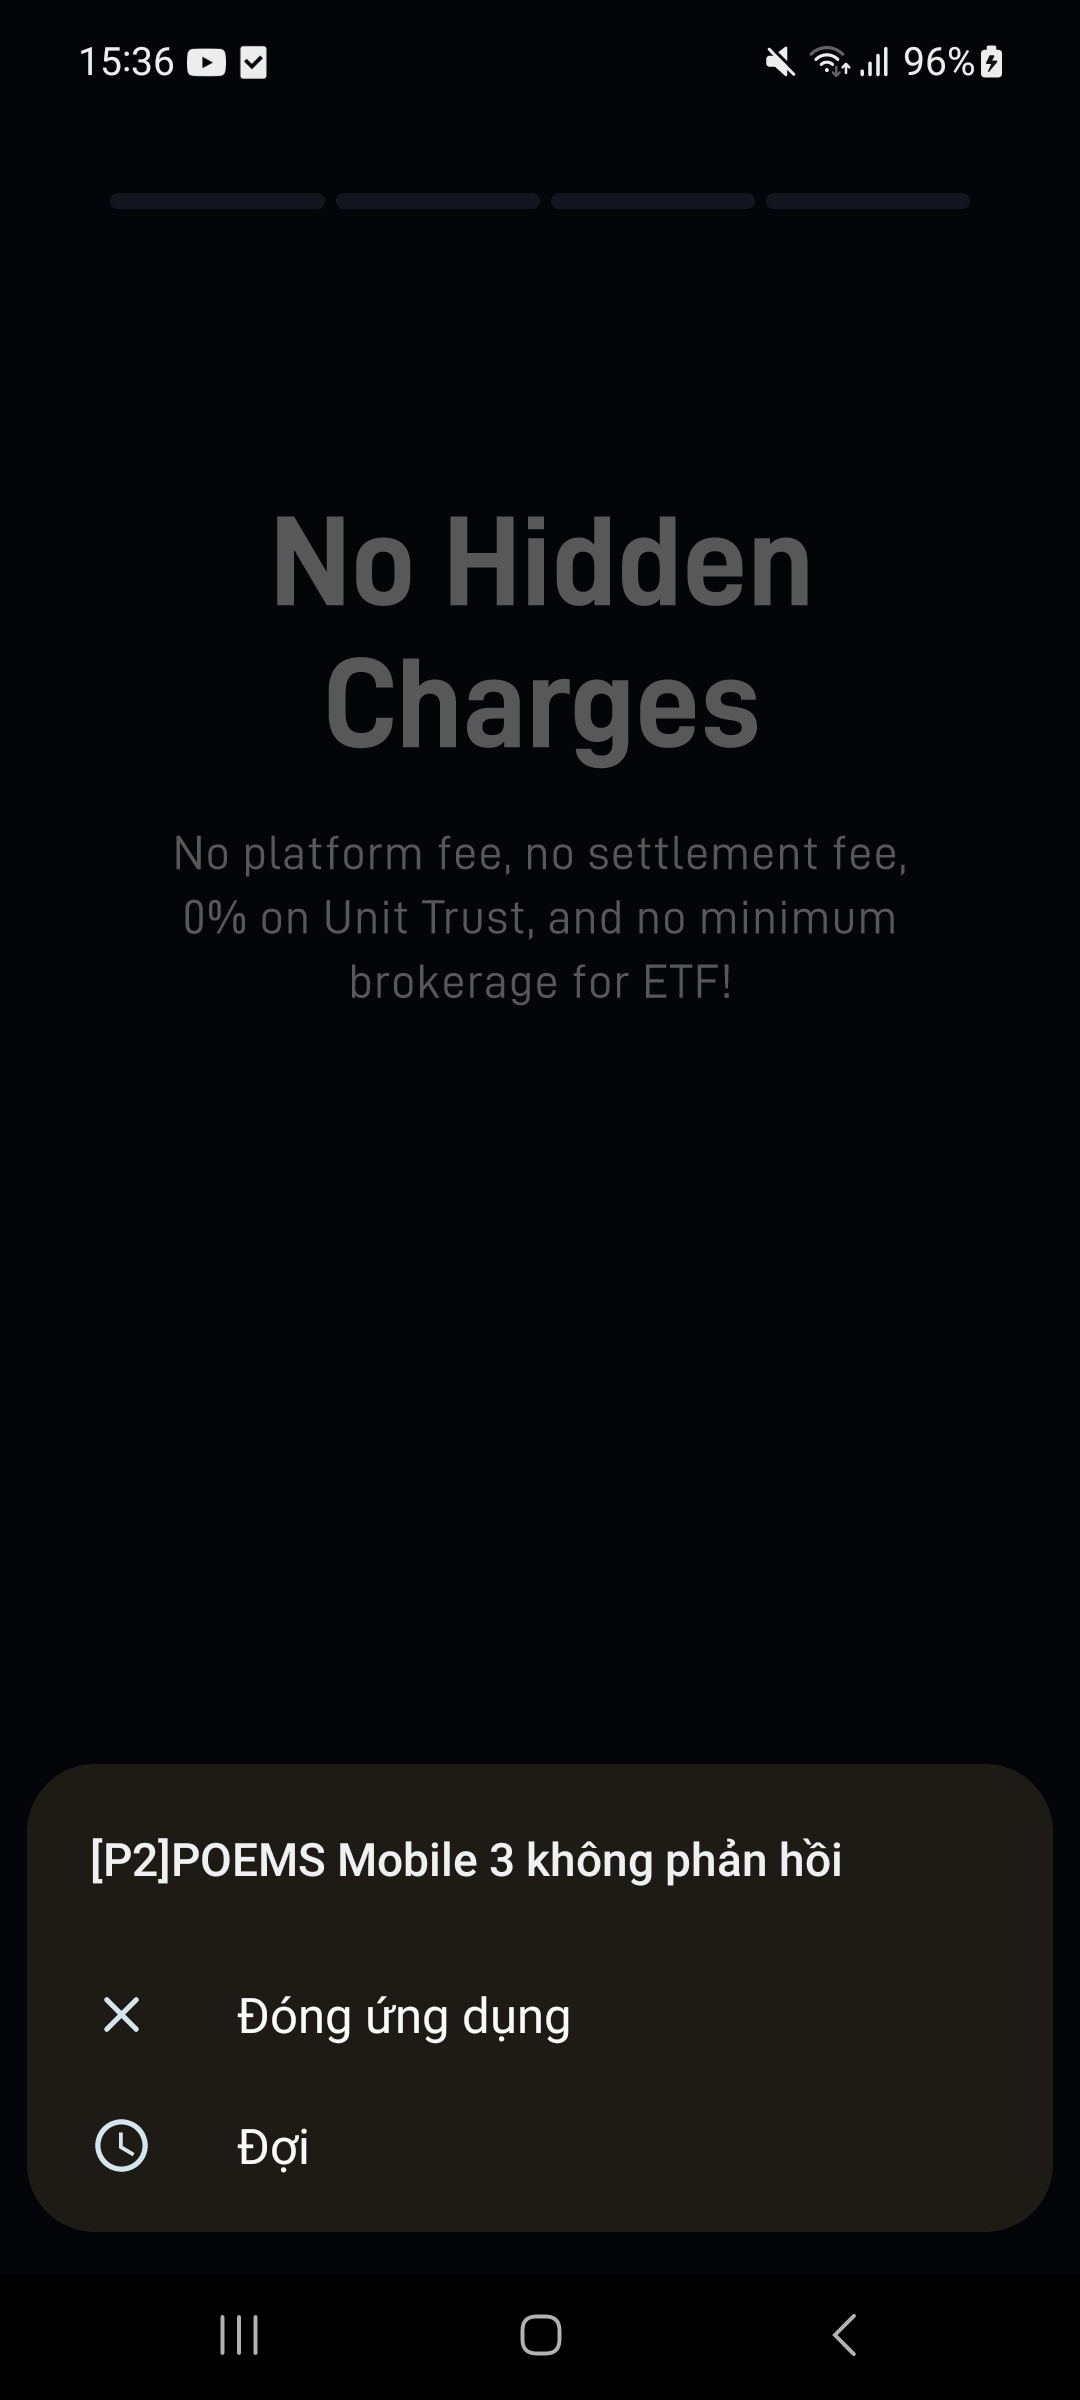 15:36
96%
No Hidden
Charges
No platform fee, no settlement fee,
0% on Unit Trust, and no minimum
brokerage for ETF!
[P2]POEMS Mobile 3 không phản hồi
Đóng ứng dụng
Đợi